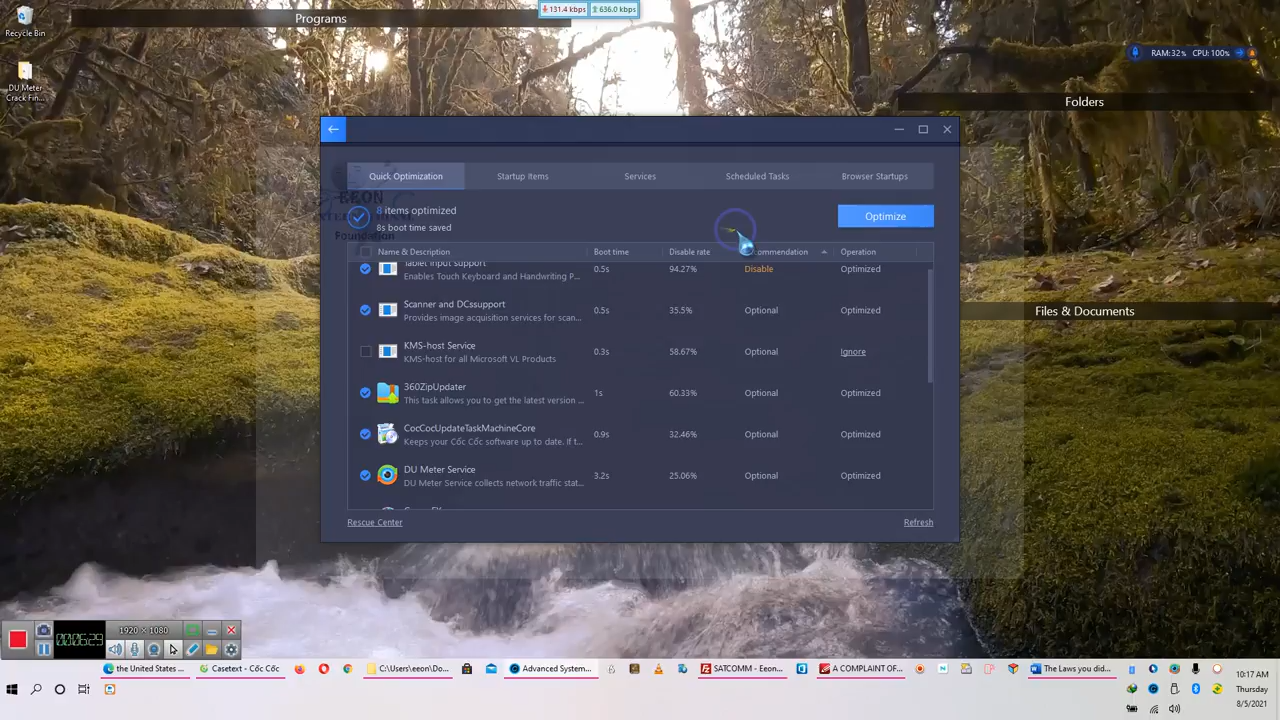 Programs
131.4 kbps
636.0 kbps
Recycle Bin
DU Meter
Crack Fin...
RAM:32%
CPU:100%
Folders
Files & Documents
Quick Optimization
Startup Items
Services
Scheduled Tasks
Browser Startups
8 items optimized
8s boot time saved
Optimize
Name & Description
Boot time
Disable rate
Operation
Tablet input support
Enables Touch Keyboard and Handwriting P...
0.5s
94.27%
Disable
Optimized
Scanner and DCssupport
Provides image acquisition services for scan...
0.5s
35.5%
Optional
Optimized
KMS-host Service
KMS-host for all Microsoft VL Products
0.3s
58.67%
Optional
Ignore
360ZipUpdater
This task allows you to get the latest version ...
1s
60.33%
Optional
Optimized
CocCocUpdateTaskMachineCore
Keeps your Cốc Cốc software up to date. If t...
0.9s
32.46%
Optional
Optimized
DU Meter Service
DU Meter Service collects network traffic stat...
3.2s
25.06%
Optional
Optimized
Rescue Center
Refresh
Foundation
00:06:29
1920 × 1080
the United States ...
Casetext - Cốc Cốc
C:\Users\eeon\Do...
Advanced System...
SATCOMM - Eeon...
A COMPLAINT OF...
The Laws you did...
10:17 AM
Thursday
8/5/2021